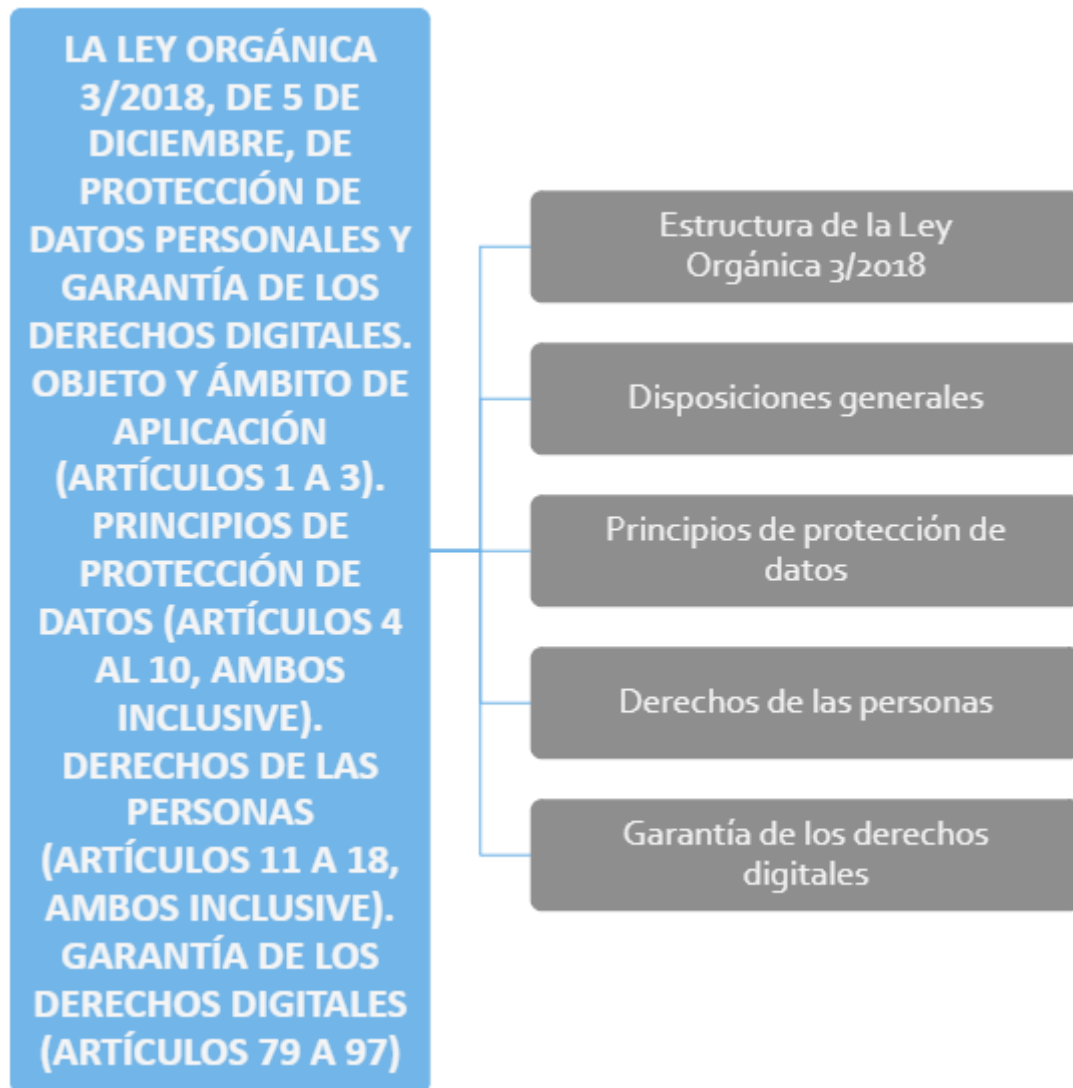 LA LEY ORGÁNICA
3/2018, DE 5 DE
DICIEMBRE, DE
PROTECCIÓN DE
DATOS PERSONALES Y
GARANTÍA DE LOS
DERECHOS DIGITALES.
OBJETO Y ÁMBITO DE
APLICACIÓN
(ARTÍCULOS 1 A 3).
PRINCIPIOS DE
PROTECCIÓN DE
DATOS (ARTÍCULOS 4
AL 10, AMBOS
INCLUSIVE).
DERECHOS DE LAS
PERSONAS
(ARTÍCULOS 11 A 18,
AMBOS INCLUSIVE).
GARANTÍA DE LOS
DERECHOS DIGITALES
(ARTÍCULOS 79 A 97)
Estructura de la Ley
Orgánica 3/2018
Disposiciones generales
Principios de protección de
datos
Derechos de las personas
Garantía de los derechos
digitales